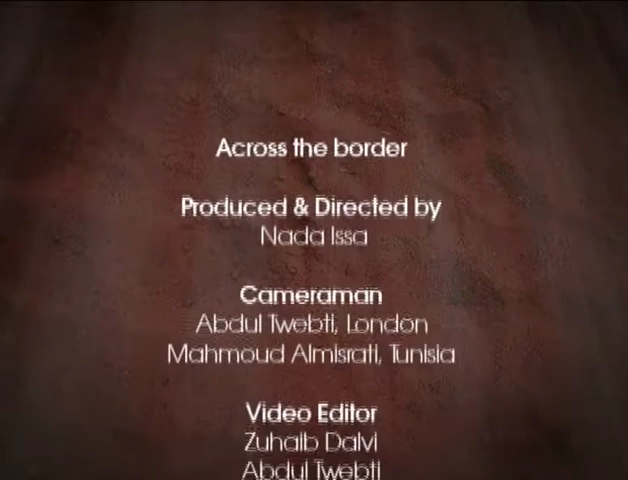 Across the border
Produced & Directed by
Nada Issa
Cameraman
Abdul Twebti, London
Mahmoud Almisrati, Tunisia
Video Editor
Zuhaib Dalvi
Abdul Twebti